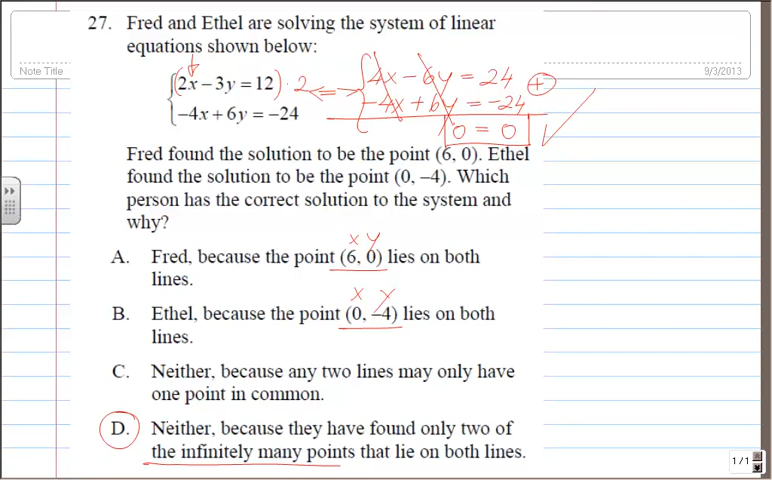 27. Fred and Ethel are solving the system of linear
equations shown below:
Note Title
9/3/2013
(2x − 3y = 12) · 2 <=> 4x − 6y = 24
−4x + 6y = −24
−4x + 6y = −24 +
0 = 0 ✓
Fred found the solution to be the point (6, 0). Ethel
found the solution to be the point (0, −4). Which
person has the correct solution to the system and
why?
x y
A. Fred, because the point (6, 0) lies on both
lines.
x y
B. Ethel, because the point (0, −4) lies on both
lines.
C. Neither, because any two lines may only have
one point in common.
D. Neither, because they have found only two of
the infinitely many points that lie on both lines.
1/1